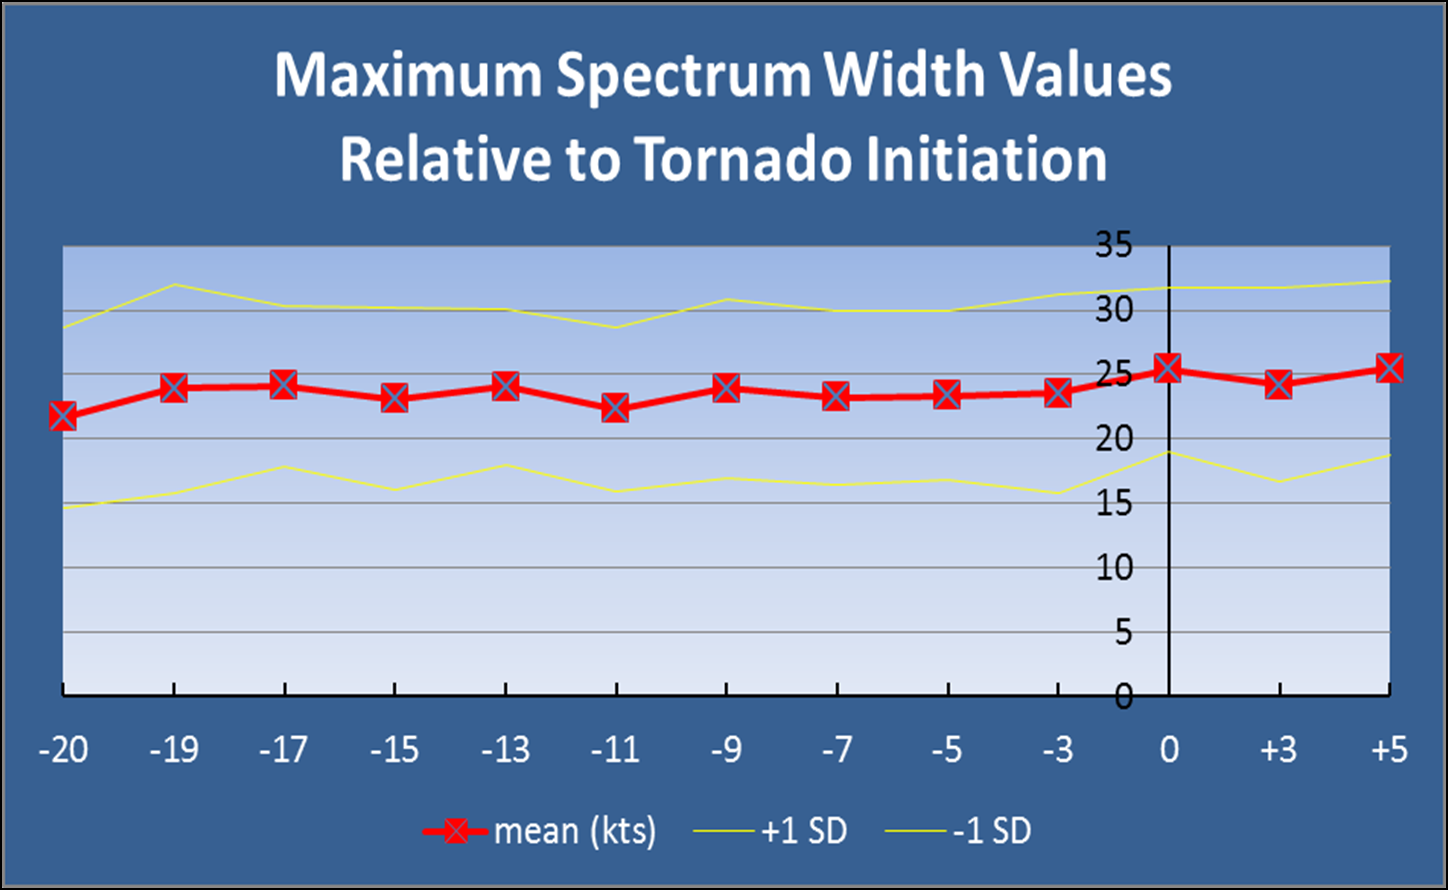 Maximum Spectrum Width Values
Relative to Tornado Initiation
35
30
25
20
15
10
5
0
-20 -19 -17 -15 -13 -11 -9 -7 -5 -3 0 +3 +5
mean (kts) +1 SD -1 SD